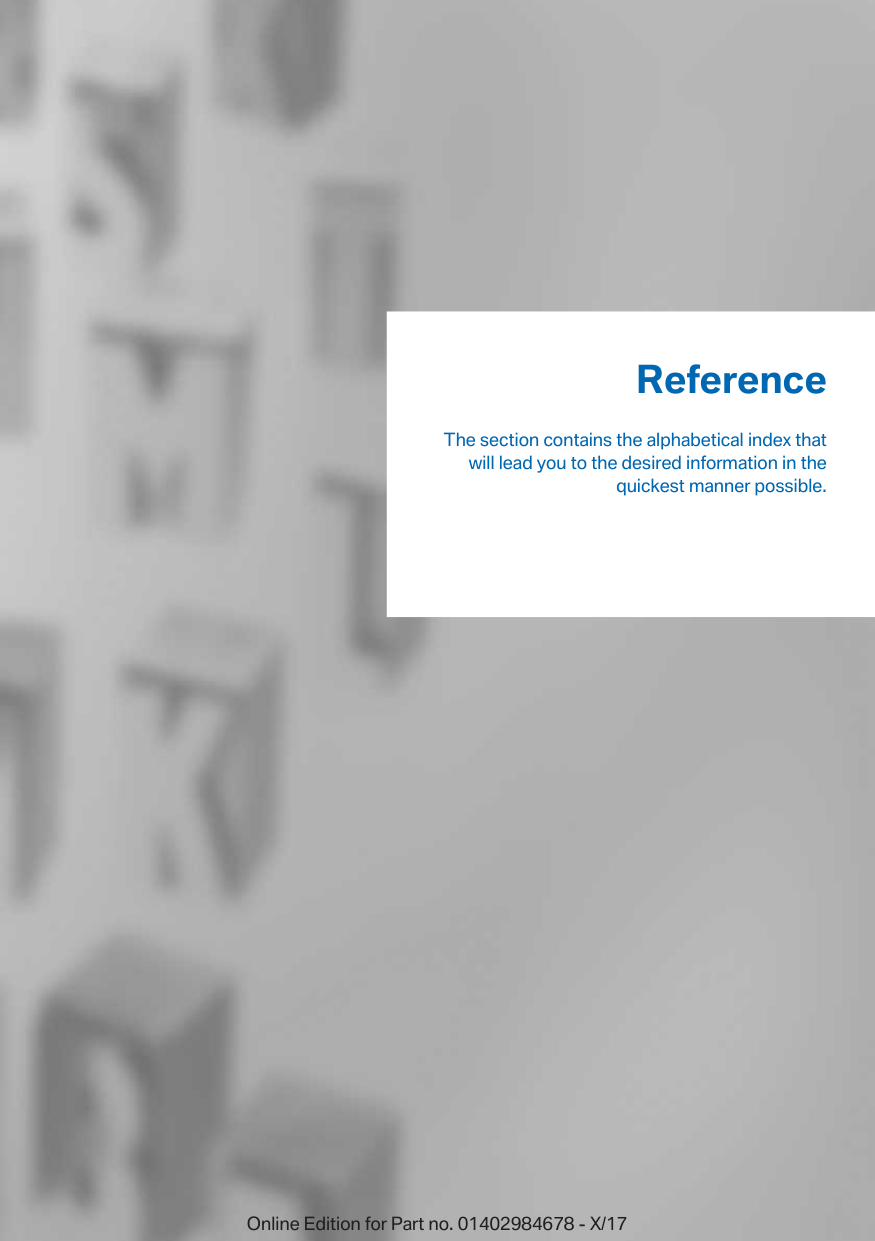 Reference
The section contains the alphabetical index that
will lead you to the desired information in the
quickest manner possible.
Online Edition for Part no. 01402984678 - X/17